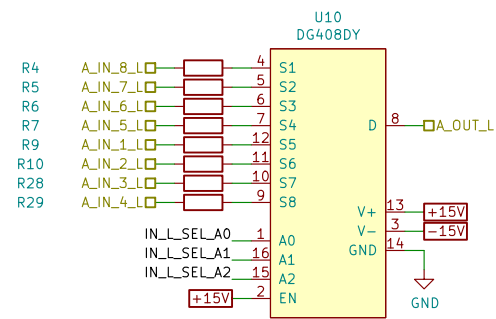 U10
DG408DY
R4 A_IN_8_L 4 S1
R5 A_IN_7_L 5 S2
R6 A_IN_6_L 6 S3
R7 A_IN_5_L 7 S4 D 8 A_OUT_L
R9 A_IN_1_L 12 S5
R10 A_IN_2_L 11 S6
R28 A_IN_3_L 10 S7
R29 A_IN_4_L 9 S8
V+ 13 +15V
IN_L_SEL_A0 1 A0 V- 3 -15V
IN_L_SEL_A1 16 A1 GND 14
IN_L_SEL_A2 15 A2
+15V 2 EN
GND